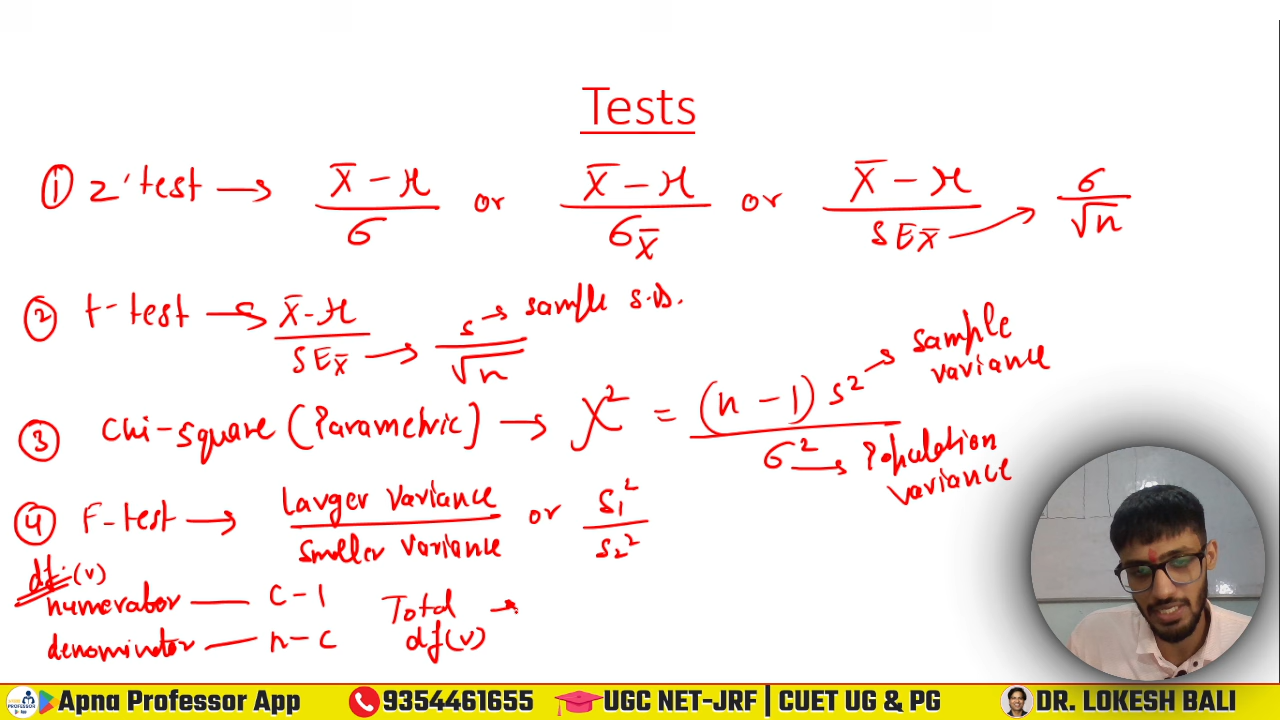 Tests
① Z'test → X̄ - μ / σ or X̄ - μ / σx̄ or X̄ - μ / SEx̄ → σ / √n
② t-test → X̄ - μ / SEx̄ → s / √n
s → sample s.D.
③ Chi-square (Parametric) → χ² = (n - 1) s² / σ²
s² → sample variance
σ² → Population variance
④ F-test → Larger Variance / smaller variance or S₁² / S₂²
df (v)
numerator — C-1
denominator — n-c
Total df(v) →
Apna Professor App 9354461655 UGC NET-JRF | CUET UG & PG DR. LOKESH BALI